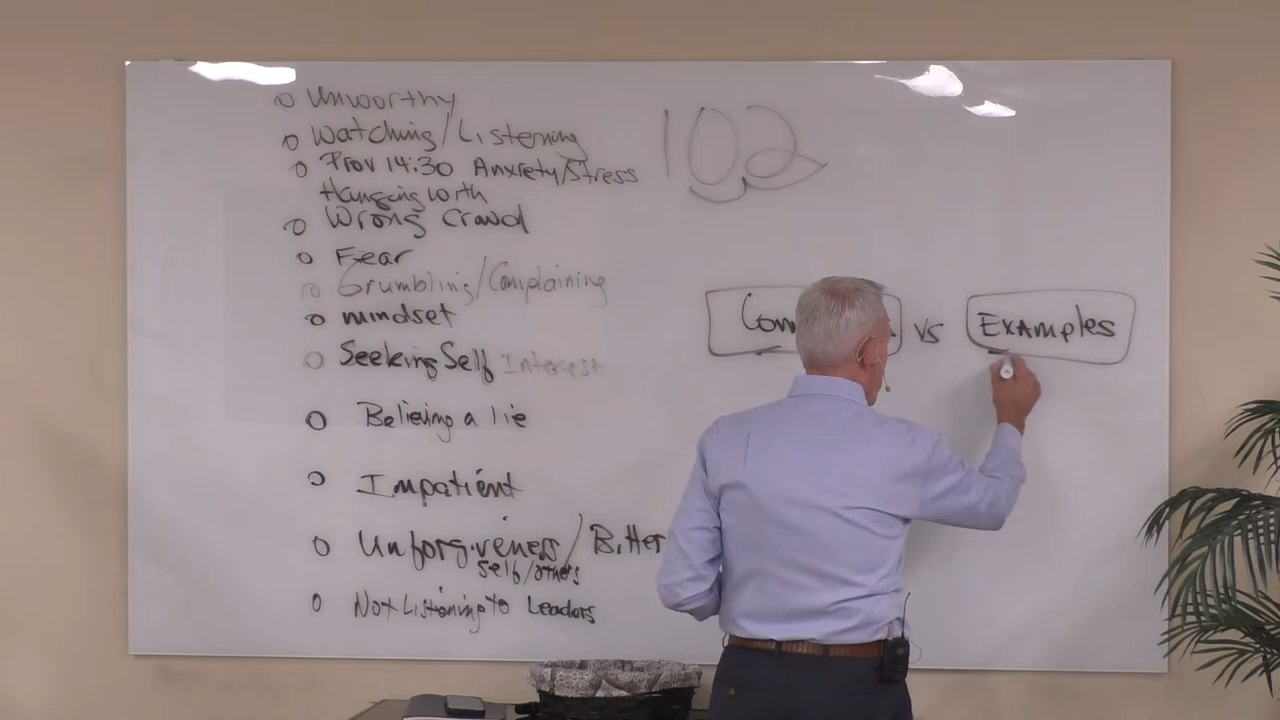 Unworthy
Watching/Listening
Prov 14:30 Anxiety/Stress
Hanging with
Wrong Crowd
Fear
Grumbling/Complaining
mindset
Seeking Self Interest
Believing a lie
Impatient
Unforgiveness/Bitter
Self/others
Not Listening to Leaders
102
vs Examples